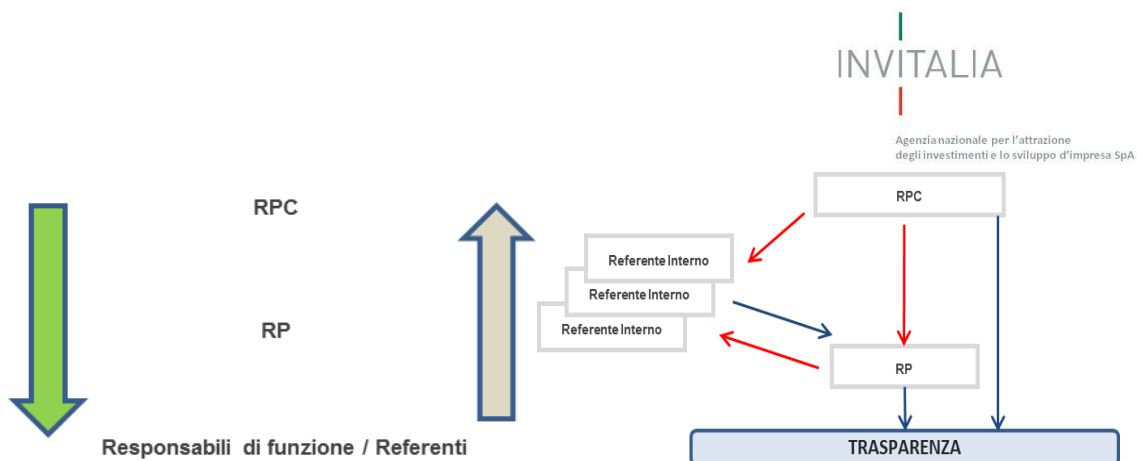 INVITALIA
Agenzia nazionale per l'attrazione
degli investimenti e lo sviluppo d'impresa SpA
RPC
RP
Responsabili di funzione / Referenti
RPC
Referente Interno
Referente Interno
Referente Interno
RP
TRASPARENZA